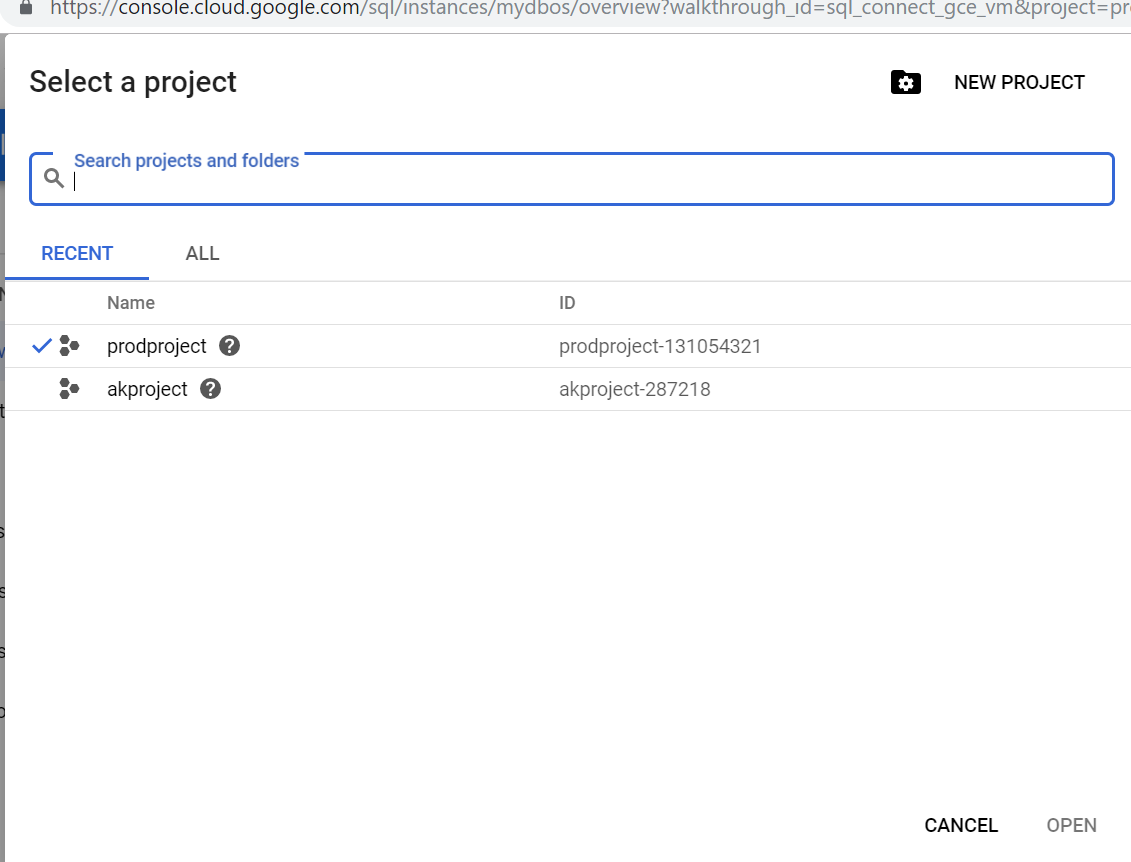 https://console.cloud.google.com/sql/instances/mydbos/overview?walkthrough_id=sql_connect_gce_vm&project=pr
Select a project
NEW PROJECT
Search projects and folders
RECENT ALL
Name ID
prodproject prodproject-131054321
akproject akproject-287218
CANCEL OPEN